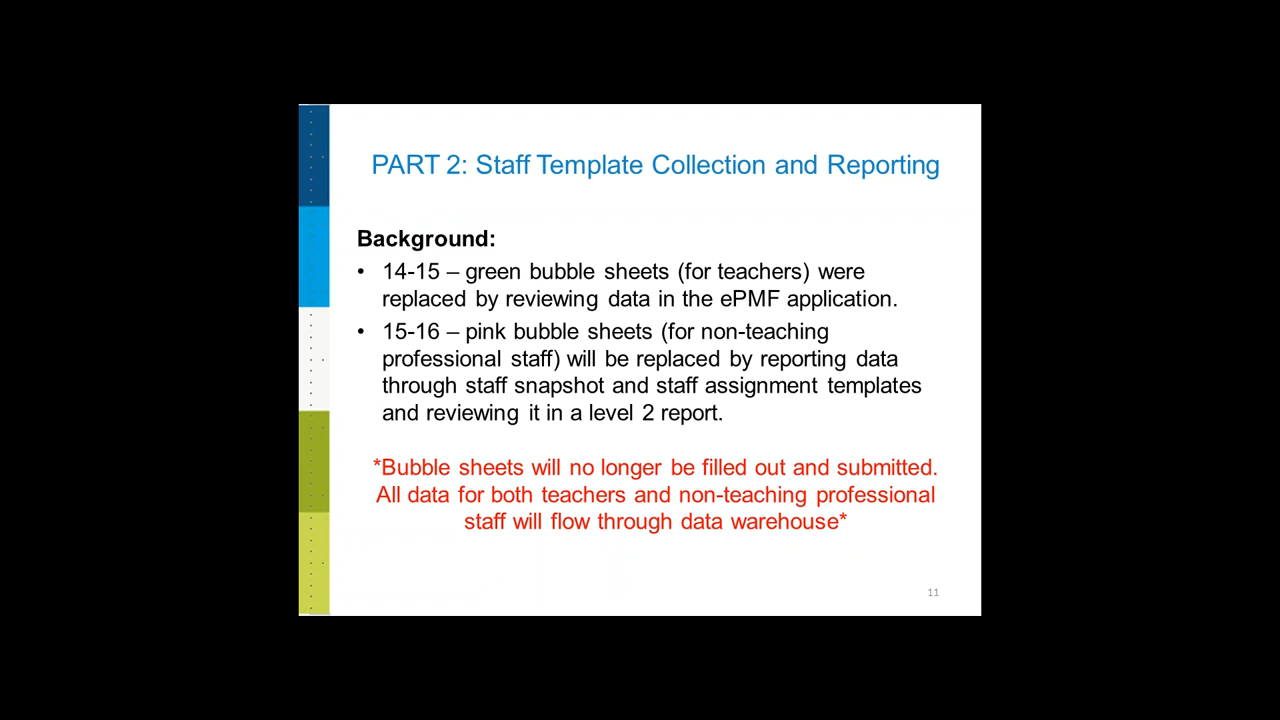 PART 2: Staff Template Collection and Reporting
Background:
• 14-15 – green bubble sheets (for teachers) were
replaced by reviewing data in the ePMF application.
• 15-16 – pink bubble sheets (for non-teaching
professional staff) will be replaced by reporting data
through staff snapshot and staff assignment templates
and reviewing it in a level 2 report.
*Bubble sheets will no longer be filled out and submitted.
All data for both teachers and non-teaching professional
staff will flow through data warehouse*
11